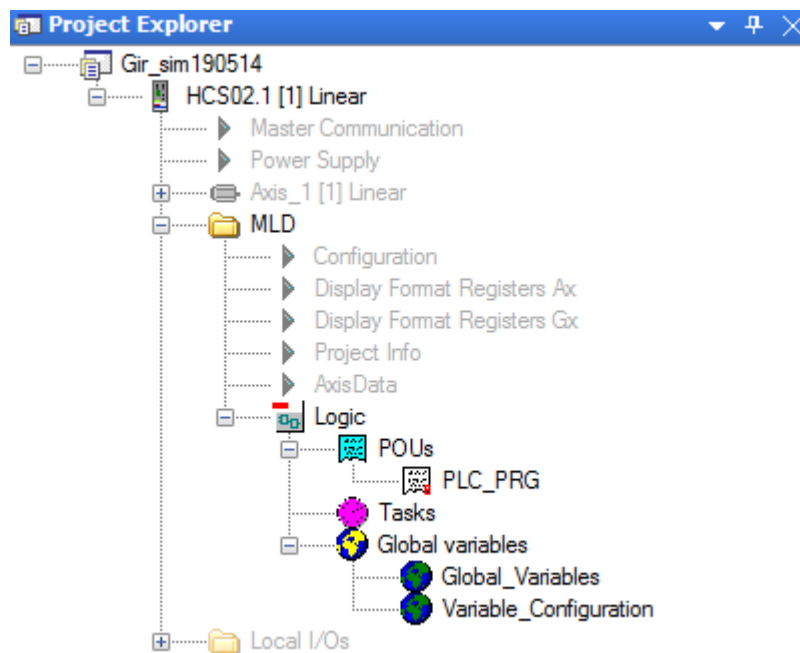 Project Explorer
Gir_sim190514
HCS02.1 [1] Linear
Master Communication
Power Supply
Axis_1 [1] Linear
MLD
Configuration
Display Format Registers Ax
Display Format Registers Gx
Project Info
AxisData
Logic
POUs
PLC_PRG
Tasks
Global variables
Global_Variables
Variable_Configuration
Local I/Os